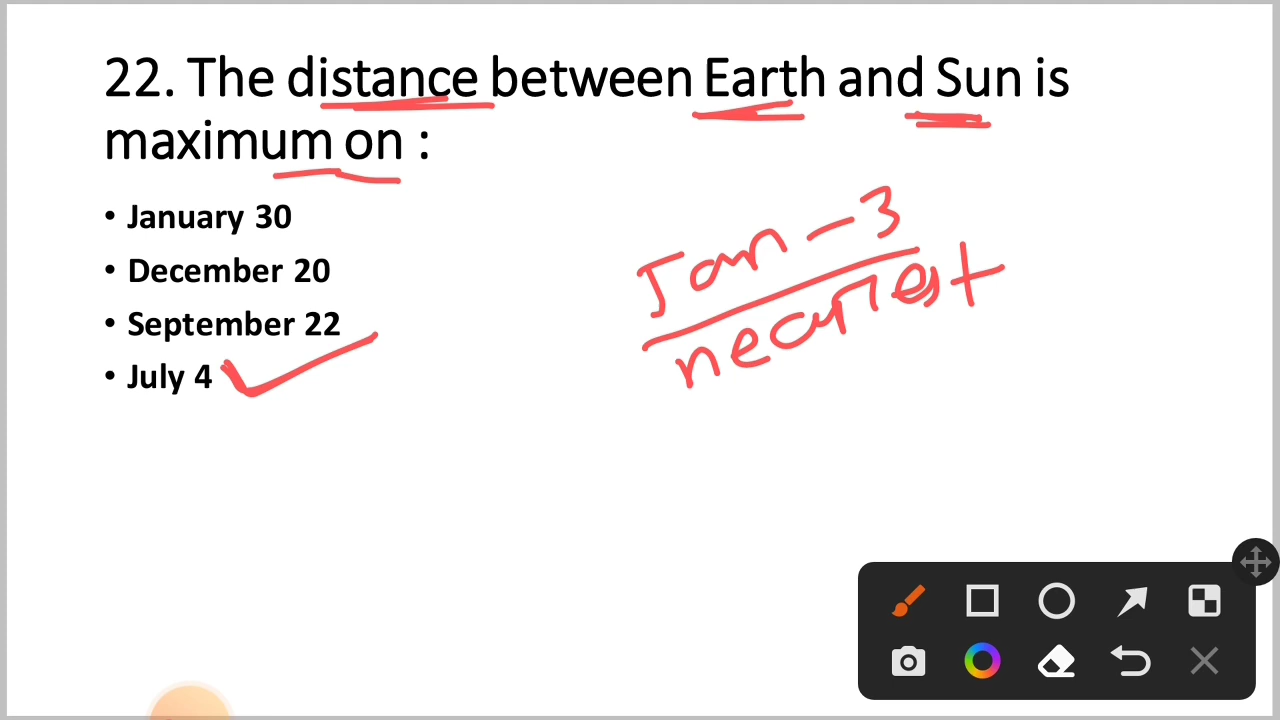 22. The distance between Earth and Sun is
maximum on :
• January 30
• December 20
• September 22
• July 4
Jan - 3
nearest